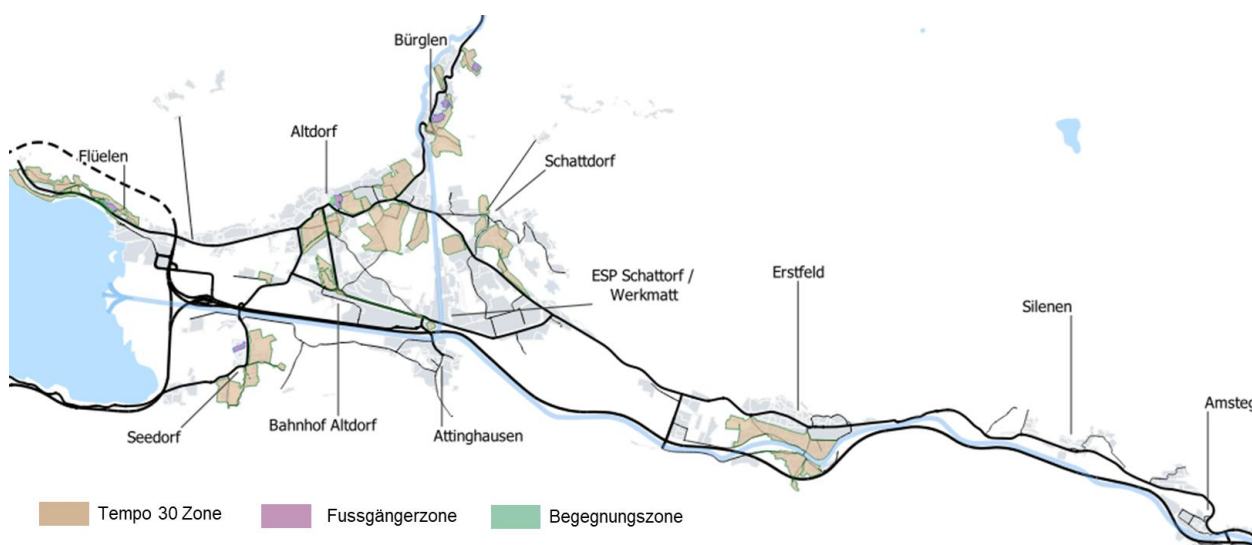 Bürglen
Altdorf
Flüelen
Schattdorf
ESP Schattorf /
Werkmatt
Erstfeld
Silenen
Amsteg
Seedorf
Bahnhof Altdorf
Attinghausen
Tempo 30 Zone
Fussgängerzone
Begegnungszone